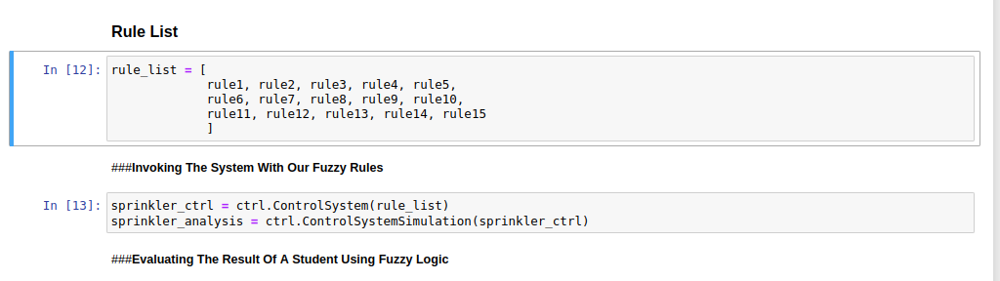 Rule List
In [12]: rule_list = [
rule1, rule2, rule3, rule4, rule5,
rule6, rule7, rule8, rule9, rule10,
rule11, rule12, rule13, rule14, rule15
]
###Invoking The System With Our Fuzzy Rules
In [13]: sprinkler_ctrl = ctrl.ControlSystem(rule_list)
sprinkler_analysis = ctrl.ControlSystemSimulation(sprinkler_ctrl)
###Evaluating The Result Of A Student Using Fuzzy Logic